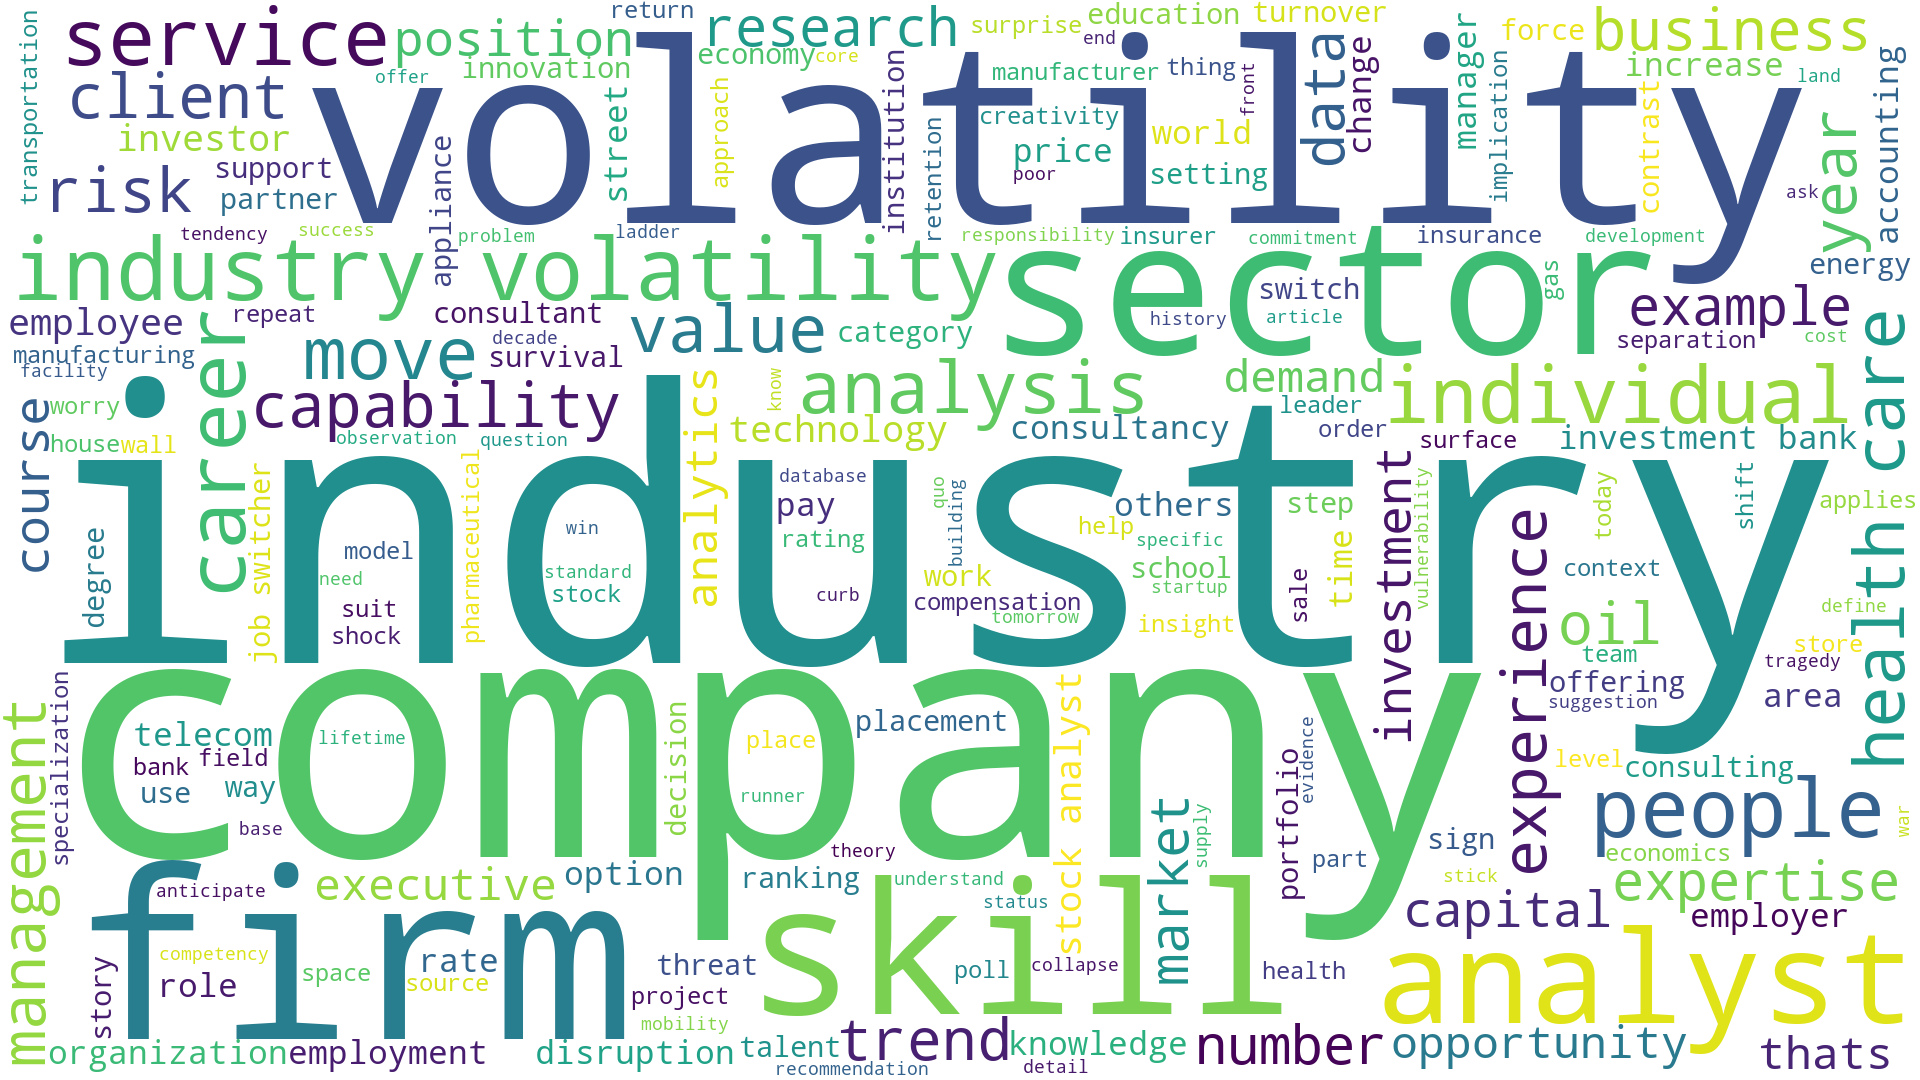 transportation
service
position
return
research
surprise
education
turnover
force
business
end
offer
innovation
economy
core
manufacturer
thing
data
change
manager
increase
land
client
volatility
investor
street
approach
institution
creativity
world
front
implication
contrast
accounting
risk
support
partner
appliance
retention
price
poor
setting
year
ask
tendency
success
problem
ladder
responsibility
insurer
commitment
insurance
development
energy
industry volatility
sector
gas
employee
repeat
consultant
decade
survival
value
category
history
switch
article
example
separation
cost
manufacturing
facility
career
move
worry
house
wall
course
capability
observation
question
analytics
know
analysis
technology
demand
leader
order
individual
consultancy
surface
investment bank
health care
industry
degree
job switcher
pharmaceutical
model
need
suit
shock
win
standard
stock
database
pay
rating
curb
quo
building
work
compensation
others
help
specific
school
startup
tomorrow
insight
step
time
sale
investment
vulnerability
experience
today
context
shift
applies
define
oil
team
store
tragedy
offering
suggestion
area
company
management
specialization
telecom
bank
field
use
way
base
lifetime
decision
place
runner
placement
stock analyst
market
supply
portfolio
evidence
part
level
consulting
people
war
sign
economics
stick
expertise
theory
ranking
understand
status
option
executive
anticipate
firm
skill
capital
employer
analyst
competency
story
role
space
rate
source
threat
project
mobility
poll
collapse
health
organization
employment
disruption
talent
trend
recommendation
knowledge
detail
number
opportunity
thats